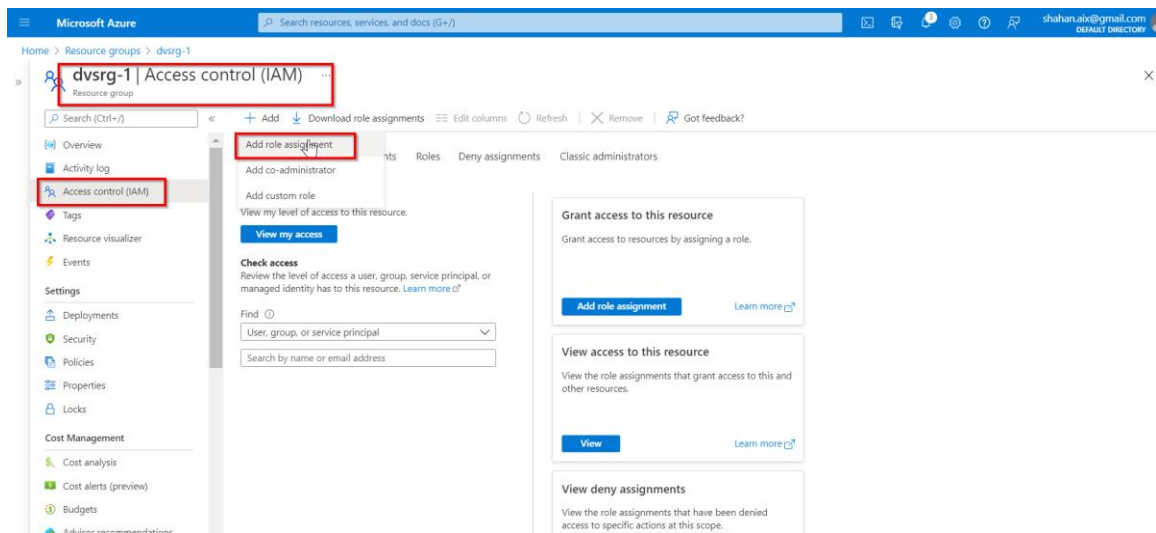 Microsoft Azure
Search resources, services, and docs (G+/)
2
shahan.aix@gmail.com
DEFAULT DIRECTORY
Home > Resource groups > dvsrg-1
dvsrg-1 | Access control (IAM) ...
Resource group
Search (Ctrl+/)
+ Add Download role assignments Edit columns Refresh | Remove | Got feedback?
Overview
Activity log
Access control (IAM)
Tags
Resource visualizer
Events
Settings
Deployments
Security
Policies
Properties
Locks
Cost Management
Cost analysis
Cost alerts (preview)
Budgets
Advisor recommendations
Add role assignment
Add co-administrator
Add custom role
nts Roles Deny assignments Classic administrators
View my level of access to this resource.
View my access
Check access
Review the level of access a user, group, service principal, or
managed identity has to this resource. Learn more
Find
User, group, or service principal
Search by name or email address
Grant access to this resource
Grant access to resources by assigning a role.
Add role assignment Learn more
View access to this resource
View the role assignments that grant access to this and
other resources.
View Learn more
View deny assignments
View the role assignments that have been denied
access to specific actions at this scope.